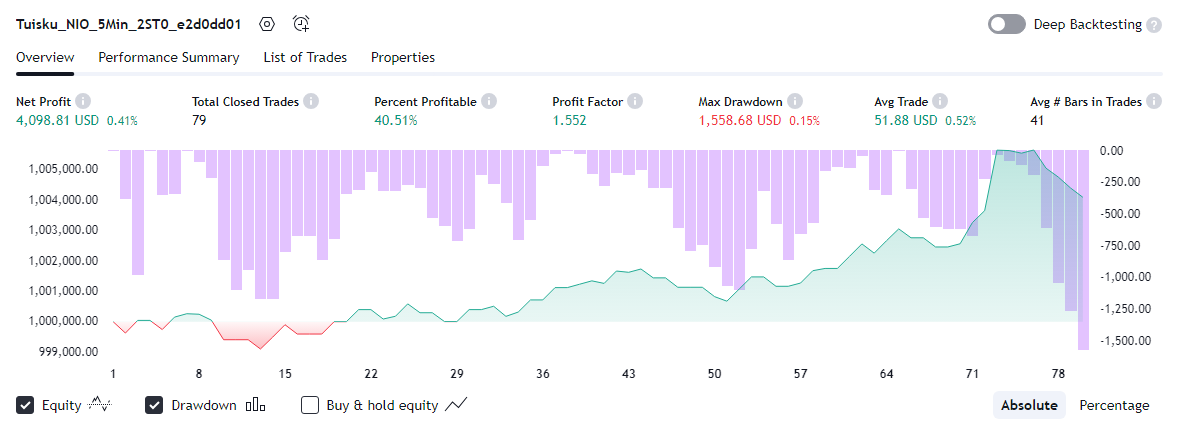 Tuisku_NIO_5Min_2ST0_e2d0dd01
Deep Backtesting ?
Overview Performance Summary List of Trades Properties
Net Profit i Total Closed Trades i Percent Profitable i Profit Factor i Max Drawdown i Avg Trade i Avg # Bars in Trades i
4,098.81 USD 0.41% 79 40.51% 1.552 1,558.68 USD 0.15% 51.88 USD 0.52% 41
1,005,000.00
1,004,000.00
1,003,000.00
1,002,000.00
1,001,000.00
1,000,000.00
999,000.00
0.00
-250.00
-500.00
-750.00
-1,000.00
-1,250.00
-1,500.00
1 8 15 22 29 36 43 50 57 64 71 78
Equity Drawdown Buy & hold equity Absolute Percentage